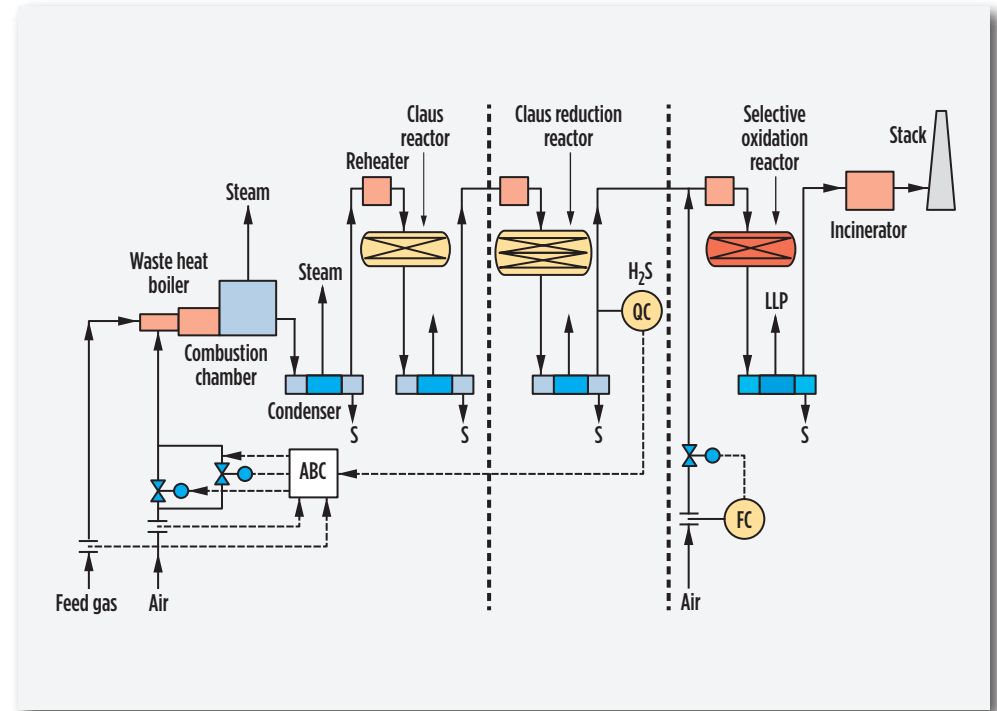 Claus
reactor
Claus reduction
reactor
Selective
oxidation
reactor
Stack
Reheater
Steam
Incinerator
Steam
H₂S
Waste heat
boiler
QC
LLP
Combustion
chamber
Condenser
S
S
S
S
ABC
FC
Feed gas
Air
Air